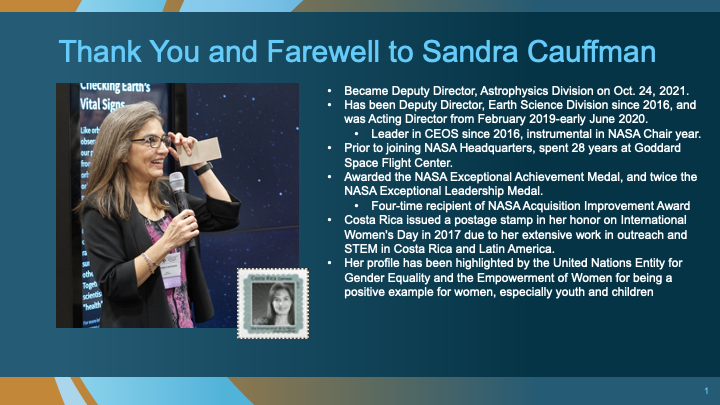 Thank You and Farewell to Sandra Cauffman
Checking Earth's
Vital Signs
• Became Deputy Director, Astrophysics Division on Oct. 24, 2021.
• Has been Deputy Director, Earth Science Division since 2016, and
was Acting Director from February 2019-early June 2020.
• Leader in CEOS since 2016, instrumental in NASA Chair year.
• Prior to joining NASA Headquarters, spent 28 years at Goddard
Space Flight Center.
• Awarded the NASA Exceptional Achievement Medal, and twice the
NASA Exceptional Leadership Medal.
• Four-time recipient of NASA Acquisition Improvement Award
• Costa Rica issued a postage stamp in her honor on International
Women's Day in 2017 due to her extensive work in outreach and
STEM in Costa Rica and Latin America.
• Her profile has been highlighted by the United Nations Entity for
Gender Equality and the Empowerment of Women for being a
positive example for women, especially youth and children
COSTA RICA
1